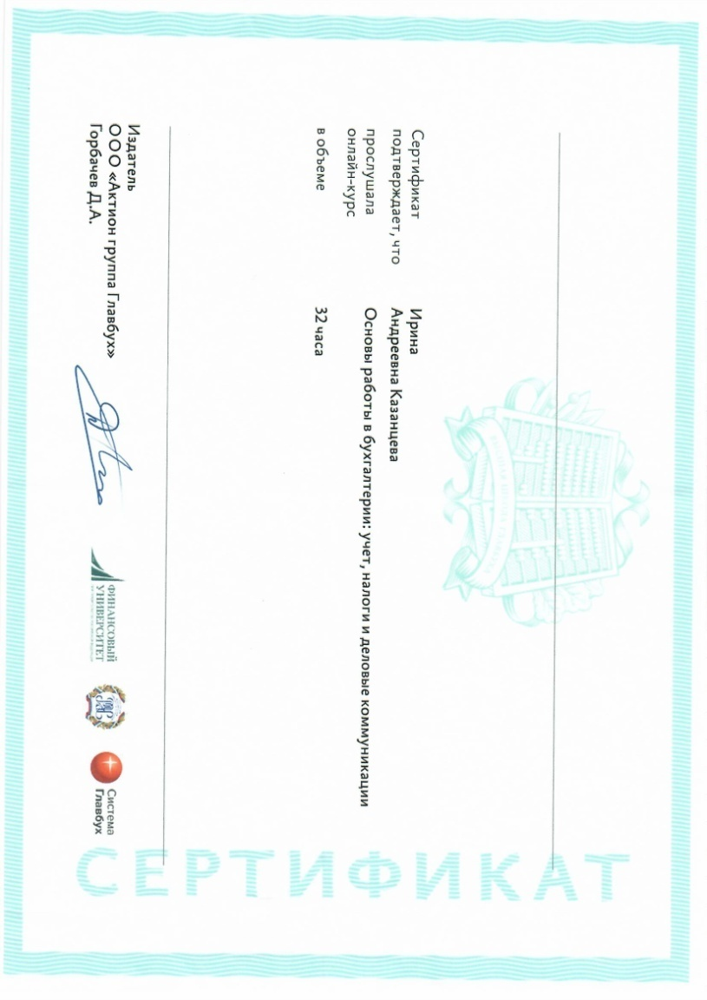 Сертификат
подтверждает, что
Ирина
Андреевна Казанцева
прослушала
онлайн-курс
Основы работы в бухгалтерии: учет, налоги и деловые коммуникации
в объеме
32 часа
Издатель
ООО «Актион группа Главбух»
Горбачев Д.А.
ФИНАНСОВЫЙ
УНИВЕРСИТЕТ
Система
Главбух
СЕРТИФИКАТ